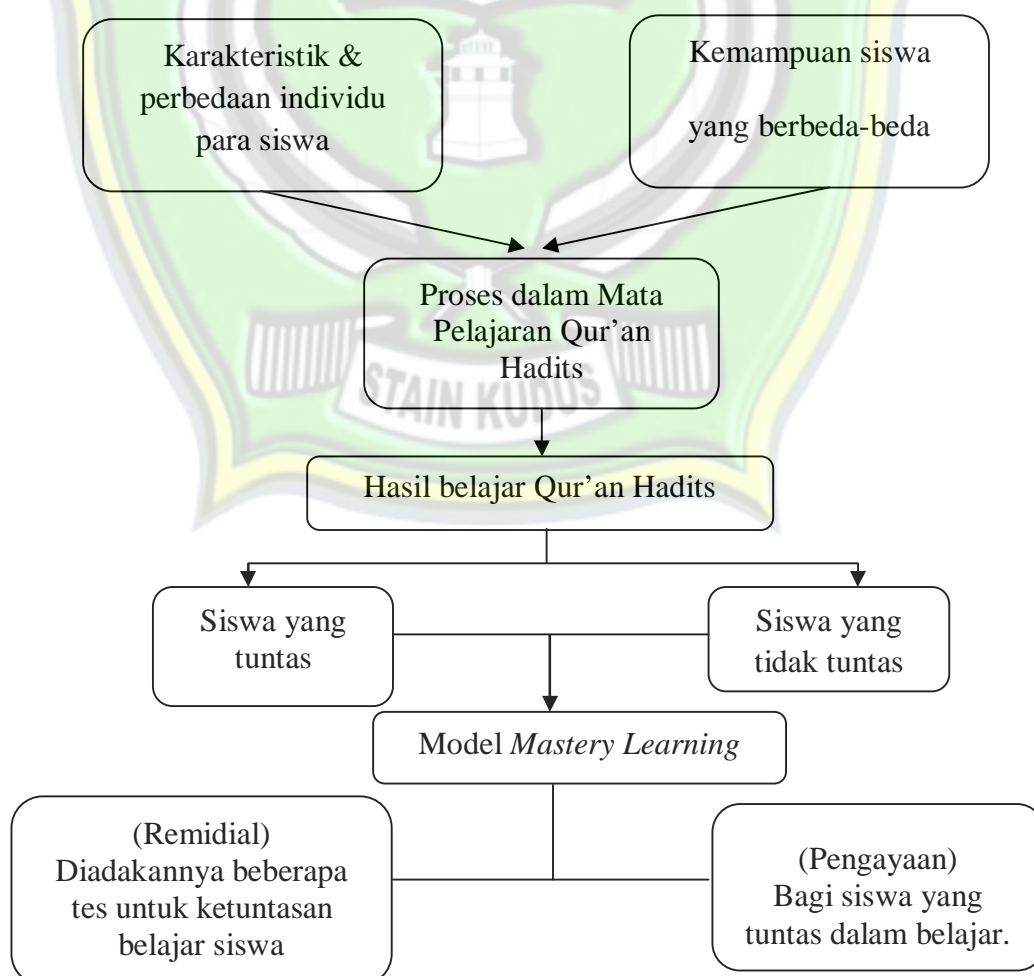 Karakteristik &
perbedaan individu
para siswa
Kemampuan siswa
yang berbeda-beda
Proses dalam Mata
Pelajaran Qur’an
Hadits
STAIN KUDUS
Hasil belajar Qur’an Hadits
Siswa yang
tuntas
Siswa yang
tidak tuntas
Model Mastery Learning
(Remidial)
Diadakannya beberapa
tes untuk ketuntasan
belajar siswa
(Pengayaan)
Bagi siswa yang
tuntas dalam belajar.